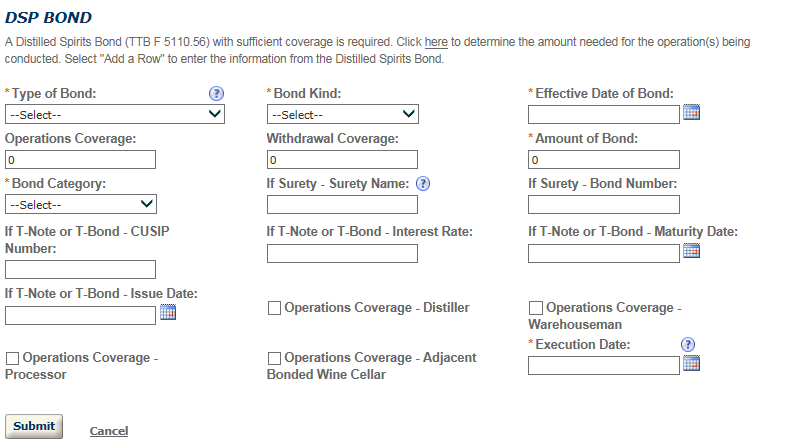 DSP BOND
A Distilled Spirits Bond (TTB F 5110.56) with sufficient coverage is required. Click here to determine the amount needed for the operation(s) being
conducted. Select "Add a Row" to enter the information from the Distilled Spirits Bond.
*Type of Bond: ? *Bond Kind: *Effective Date of Bond:
--Select-- --Select--
Operations Coverage: Withdrawal Coverage: *Amount of Bond:
0 0 0
*Bond Category: If Surety - Surety Name: ? If Surety - Bond Number:
--Select--
If T-Note or T-Bond - CUSIP
Number:
If T-Note or T-Bond - Interest Rate:
If T-Note or T-Bond - Maturity Date:
If T-Note or T-Bond - Issue Date:
Operations Coverage - Distiller
Operations Coverage -
Warehouseman
Operations Coverage -
Processor
Operations Coverage - Adjacent
Bonded Wine Cellar
*Execution Date: ?
Submit Cancel